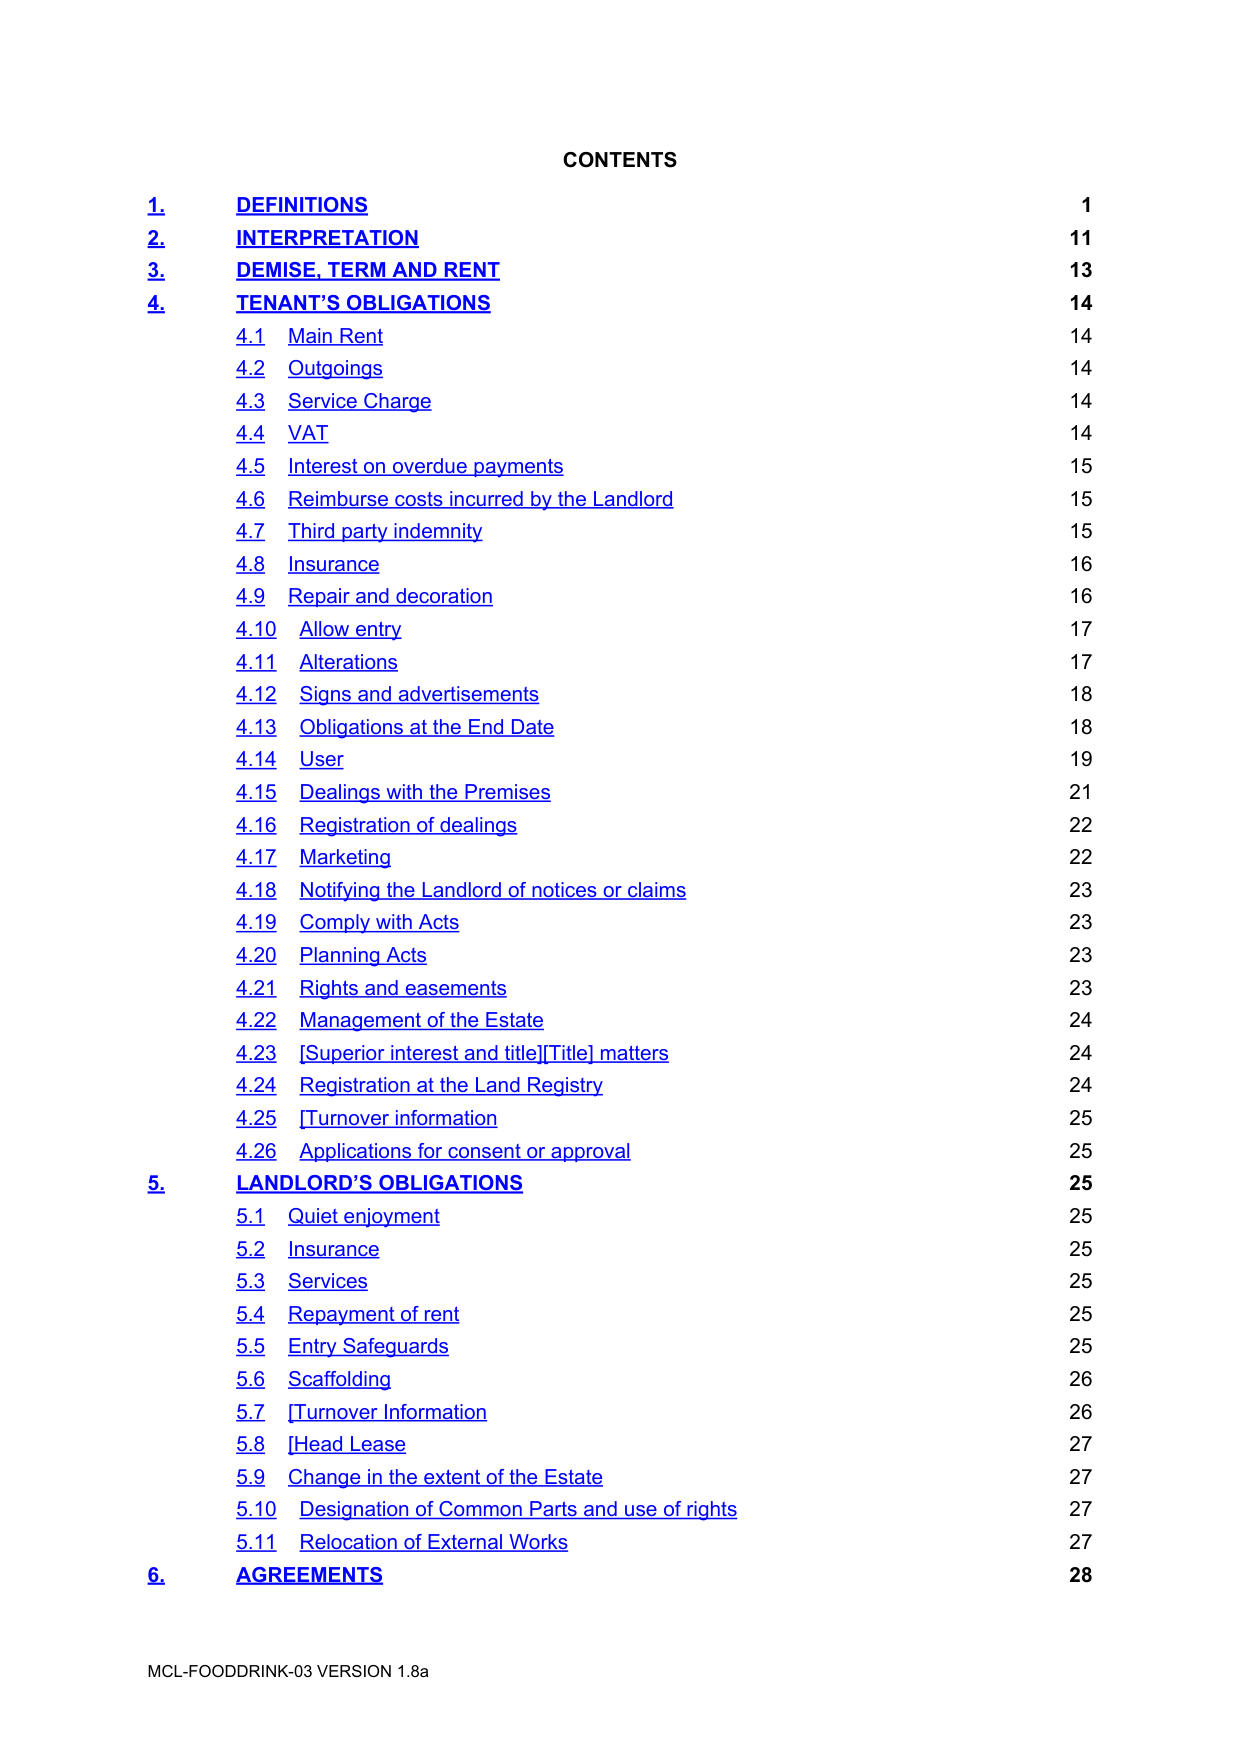 CONTENTS
1. DEFINITIONS 1
2. INTERPRETATION 11
3. DEMISE, TERM AND RENT 13
4. TENANT’S OBLIGATIONS 14
4.1 Main Rent 14
4.2 Outgoings 14
4.3 Service Charge 14
4.4 VAT 14
4.5 Interest on overdue payments 15
4.6 Reimburse costs incurred by the Landlord 15
4.7 Third party indemnity 15
4.8 Insurance 16
4.9 Repair and decoration 16
4.10 Allow entry 17
4.11 Alterations 17
4.12 Signs and advertisements 18
4.13 Obligations at the End Date 18
4.14 User 19
4.15 Dealings with the Premises 21
4.16 Registration of dealings 22
4.17 Marketing 22
4.18 Notifying the Landlord of notices or claims 23
4.19 Comply with Acts 23
4.20 Planning Acts 23
4.21 Rights and easements 23
4.22 Management of the Estate 24
4.23 [Superior interest and title][Title] matters 24
4.24 Registration at the Land Registry 24
4.25 [Turnover information 25
4.26 Applications for consent or approval 25
5. LANDLORD’S OBLIGATIONS 25
5.1 Quiet enjoyment 25
5.2 Insurance 25
5.3 Services 25
5.4 Repayment of rent 25
5.5 Entry Safeguards 25
5.6 Scaffolding 26
5.7 [Turnover Information 26
5.8 [Head Lease 27
5.9 Change in the extent of the Estate 27
5.10 Designation of Common Parts and use of rights 27
5.11 Relocation of External Works 27
6. AGREEMENTS 28
MCL-FOODDRINK-03 VERSION 1.8a